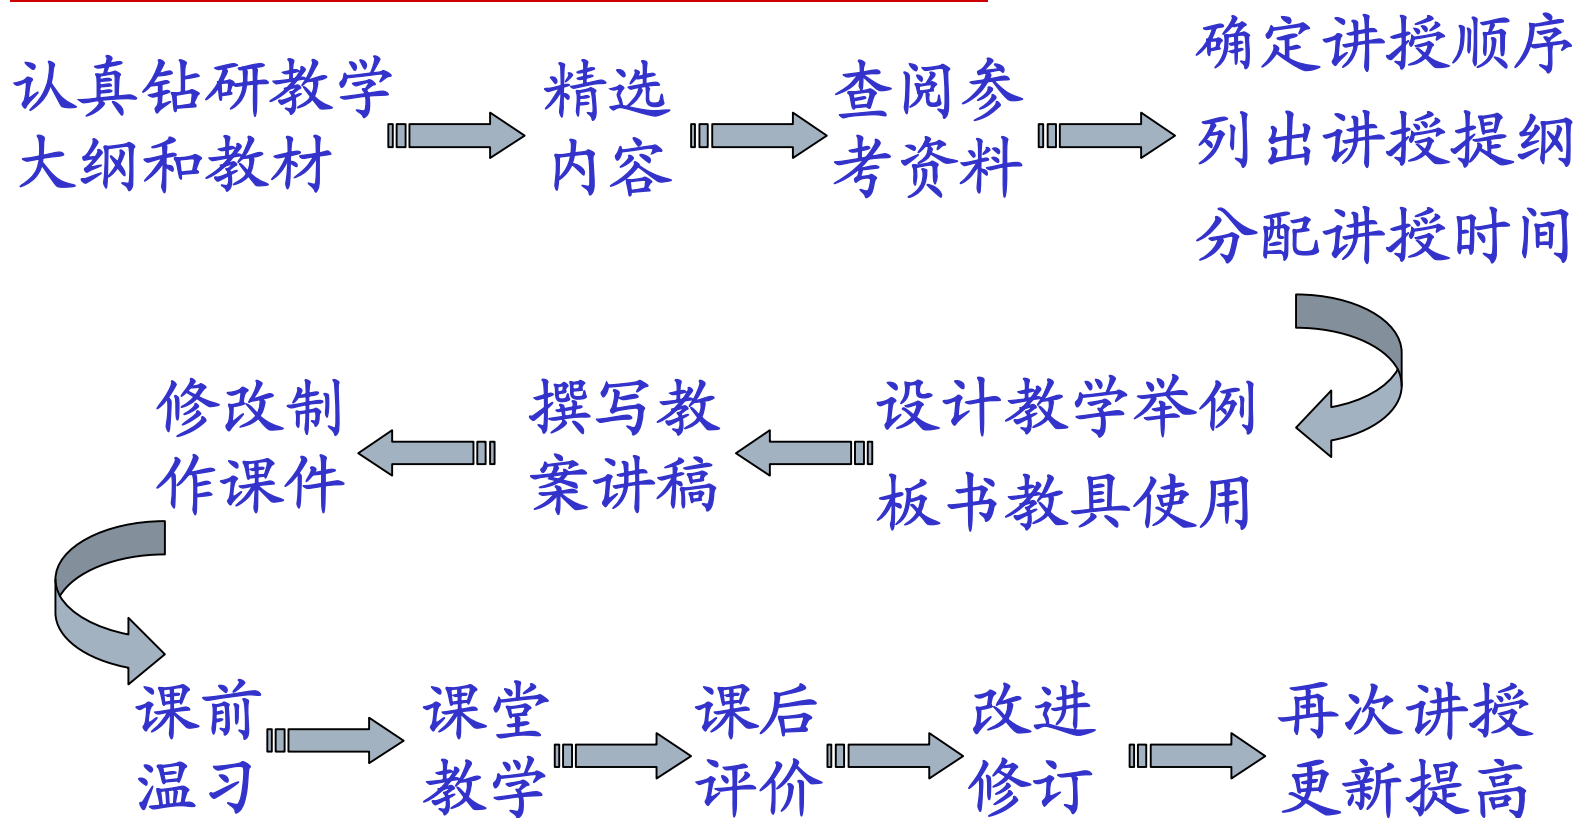 认真钻研教学
大纲和教材
精选
内容
查阅参
考资料
确定讲授顺序
列出讲授提纲
分配讲授时间
设计教学举例
板书教具使用
撰写教
案讲稿
修改制
作课件
课前
温习
课堂
教学
课后
评价
改进
修订
再次讲授
更新提高